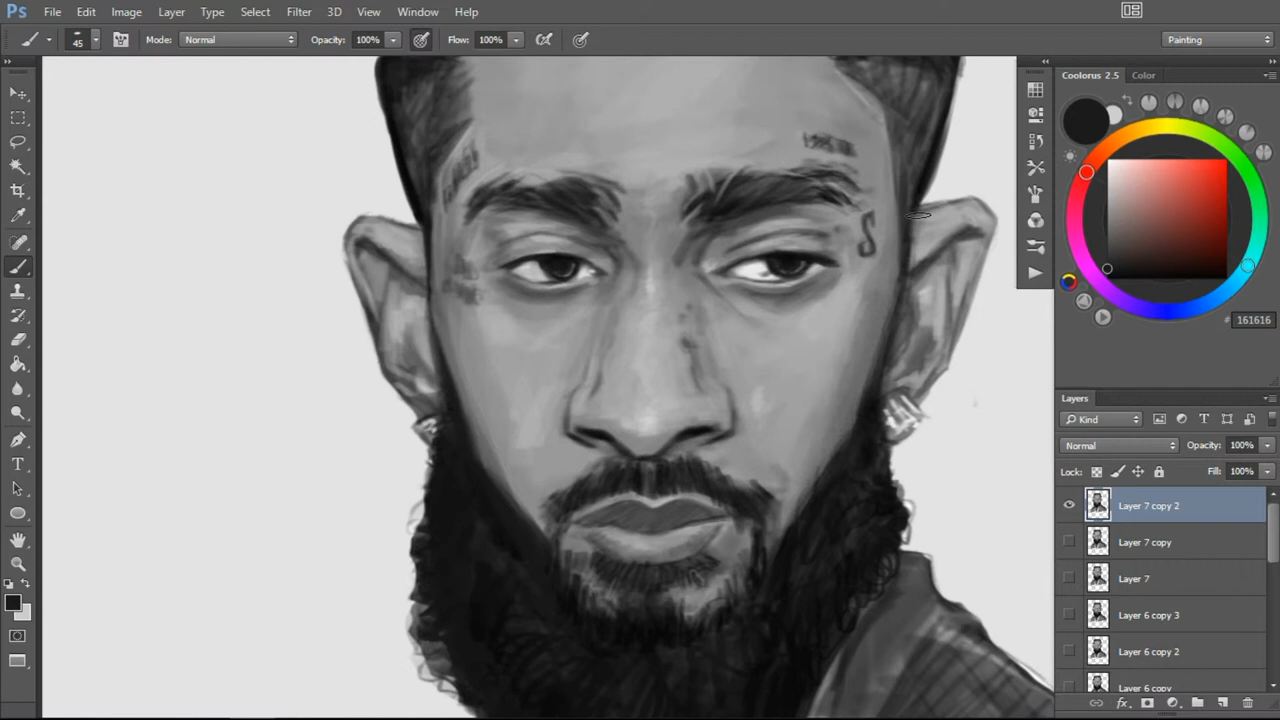 Ps File Edit Image Layer Type Select Filter 3D View Window Help
45 Mode: Normal Opacity: 100% Flow: 100% Painting
Coolorus 2.5 Color
# 161616
Layers
Kind
Normal Opacity: 100%
Lock: Fill: 100%
Layer 7 copy 2
Layer 7 copy
Layer 7
Layer 6 copy 3
Layer 6 copy 2
Layer 6 copy